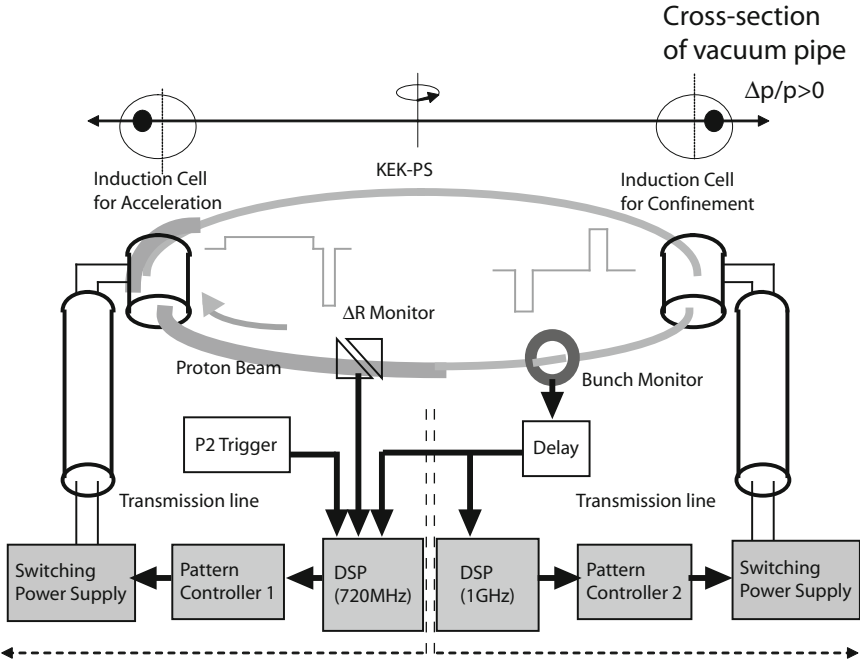 Cross-section
of vacuum pipe
Δp/p>0
KEK-PS
Induction Cell
for Acceleration
Induction Cell
for Confinement
ΔR Monitor
Proton Beam
Bunch Monitor
P2 Trigger
Delay
Transmission line
Transmission line
Switching
Power Supply
Pattern
Controller 1
DSP
(720MHz)
DSP
(1GHz)
Pattern
Controller 2
Switching
Power Supply